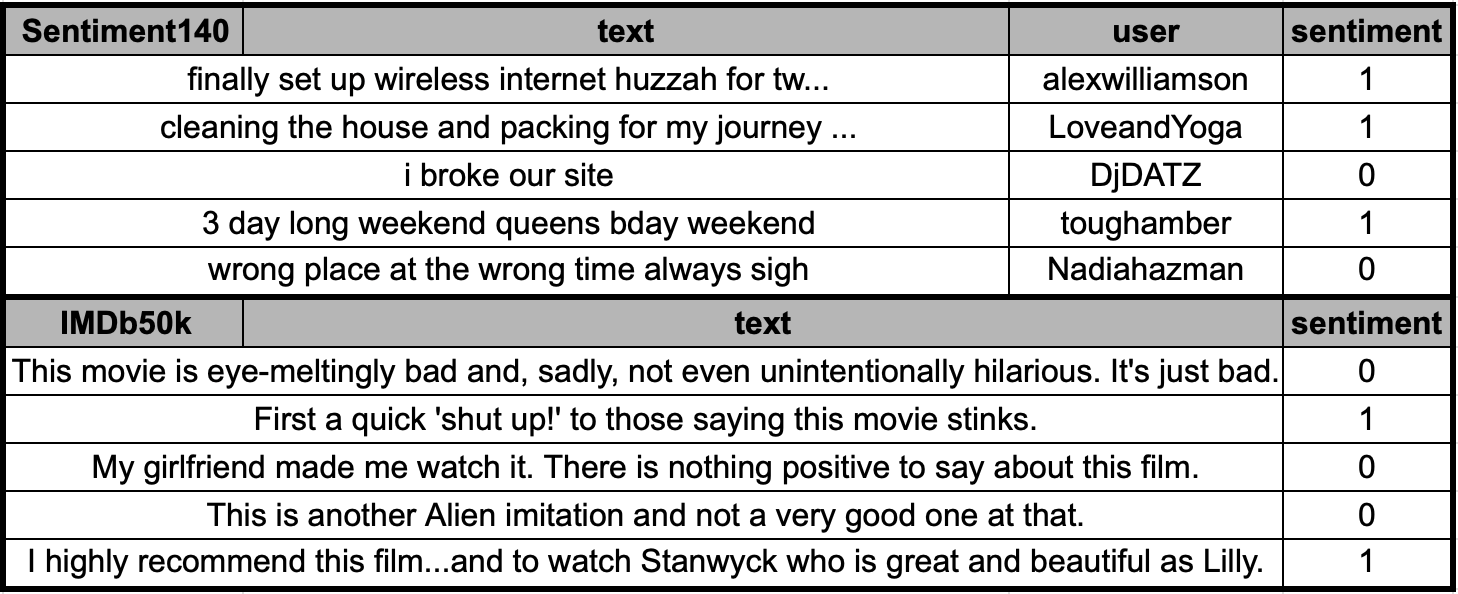 Sentiment140 text user sentiment
finally set up wireless internet huzzah for tw... alexwilliamson 1
cleaning the house and packing for my journey ... LoveandYoga 1
i broke our site DjDATZ 0
3 day long weekend queens bday weekend toughamber 1
wrong place at the wrong time always sigh Nadiahazman 0
IMDb50k text sentiment
This movie is eye-meltingly bad and, sadly, not even unintentionally hilarious. It's just bad. 0
First a quick 'shut up!' to those saying this movie stinks. 1
My girlfriend made me watch it. There is nothing positive to say about this film. 0
This is another Alien imitation and not a very good one at that. 0
I highly recommend this film...and to watch Stanwyck who is great and beautiful as Lilly. 1